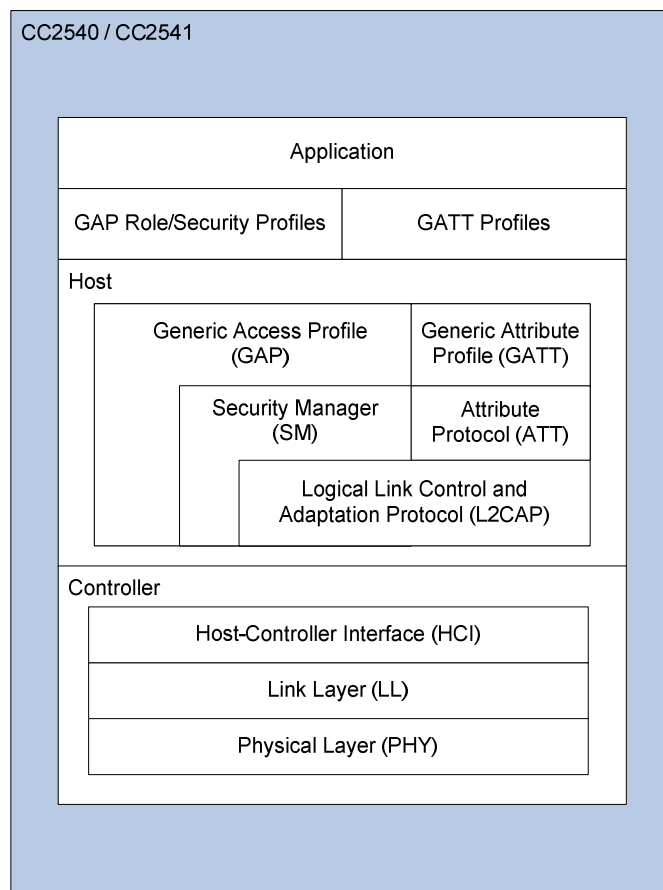 CC2540 / CC2541
Application
GAP Role/Security Profiles
GATT Profiles
Host
Generic Access Profile
(GAP)
Generic Attribute
Profile (GATT)
Security Manager
(SM)
Attribute
Protocol (ATT)
Logical Link Control and
Adaptation Protocol (L2CAP)
Controller
Host-Controller Interface (HCI)
Link Layer (LL)
Physical Layer (PHY)